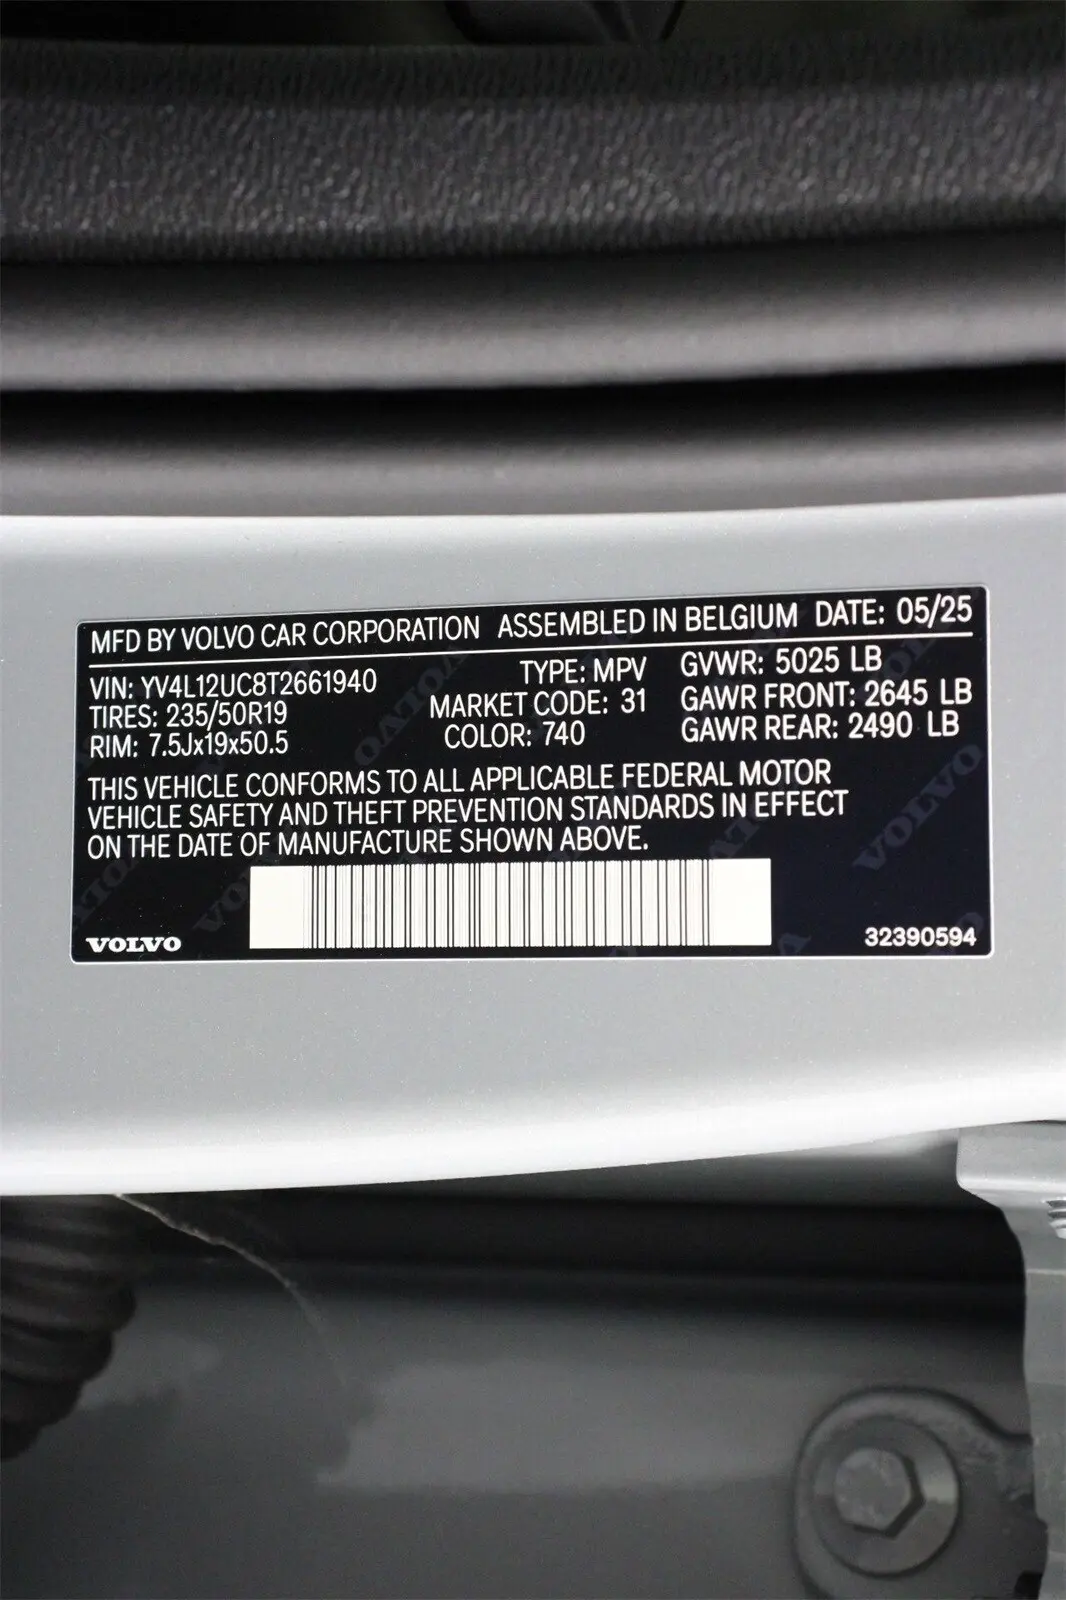 MFD BY VOLVO CAR CORPORATION ASSEMBLED IN BELGIUM DATE: 05/25
VIN: YV4L12UC8T2661940 TYPE: MPV GVWR: 5025 LB
TIRES: 235/50R19 MARKET CODE: 31 GAWR FRONT: 2645 LB
RIM: 7.5Jx19x50.5 COLOR: 740 GAWR REAR: 2490 LB
THIS VEHICLE CONFORMS TO ALL APPLICABLE FEDERAL MOTOR
VEHICLE SAFETY AND THEFT PREVENTION STANDARDS IN EFFECT
ON THE DATE OF MANUFACTURE SHOWN ABOVE.
VOLVO 32390594